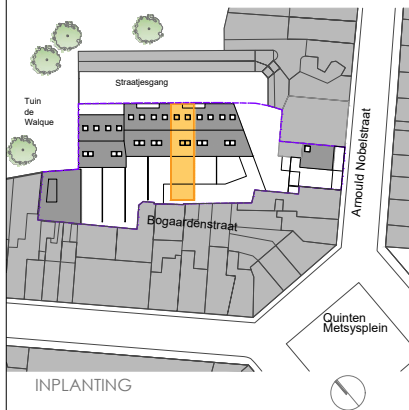 Straatjesgang
Tuin
de
Walque
Arnould Nobelstraat
Bogaardenstraat
Quinten
Metsysplein
INPLANTING